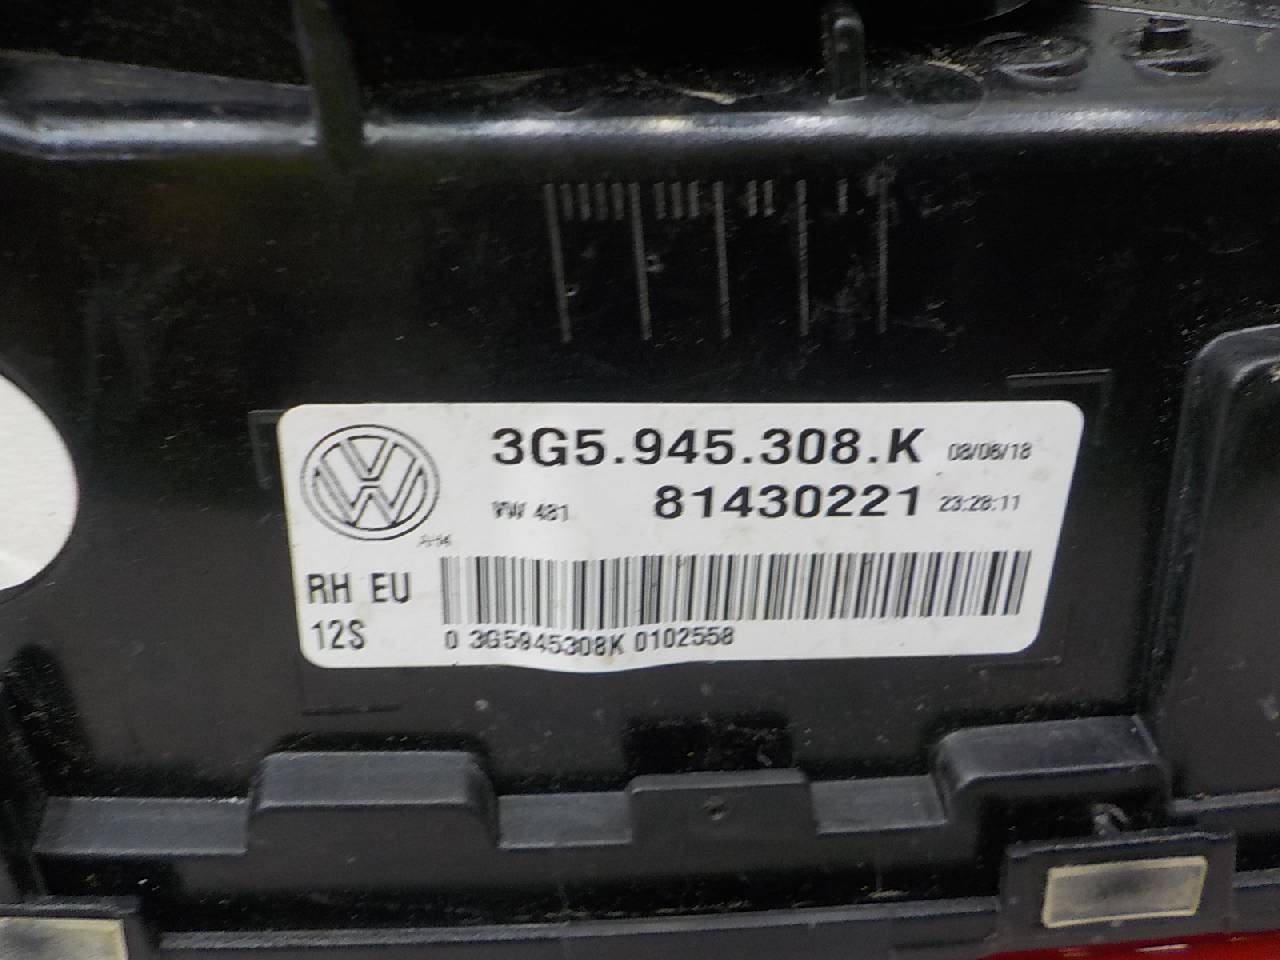 3G5.945.308.K 08/06/18
VW 481 81430221 23:28:11
RH EU
12S
0 3G5945308K 0102558